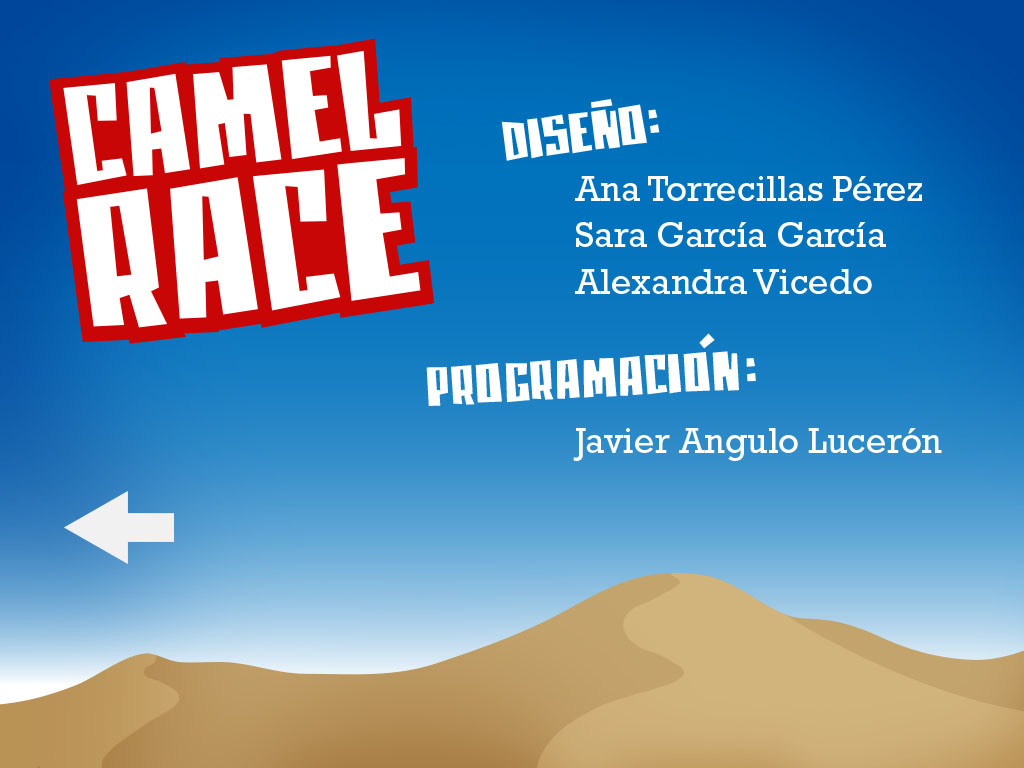 CAMEL
RACE
DISEÑO:
Ana Torrecillas Pérez
Sara García García
Alexandra Vicedo
PROGRAMACIÓN:
Javier Angulo Lucerón